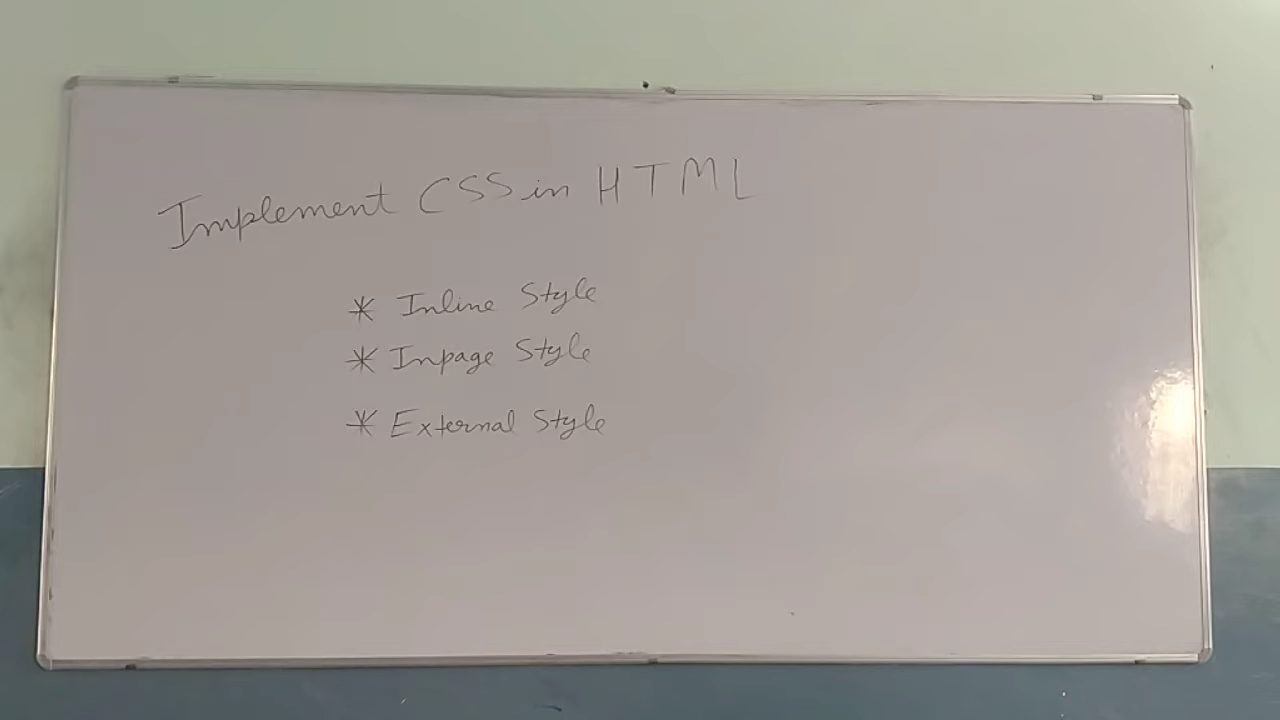 Implement CSS in HTML
* Inline Style
* Inpage Style
* External Style